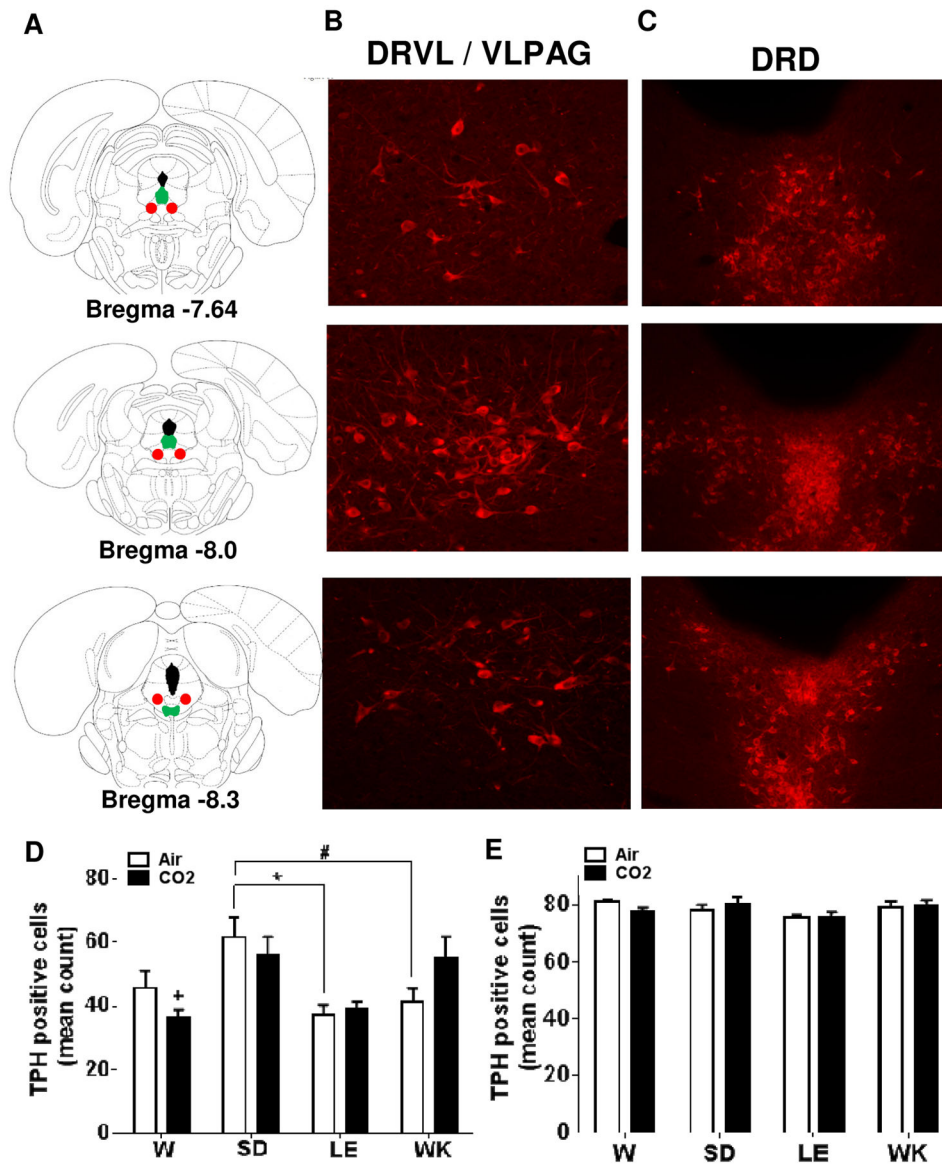 A
B
C
DRVL / VLPAG
DRD
Bregma -7.64
Bregma -8.0
Bregma -8.3
D
Air
CO2
#
*
+
TPH positive cells
(mean count)
80
60
40
20
0
W
SD
LE
WK
E
Air
CO2
TPH positive cells
(mean count)
80
60
40
20
0
W
SD
LE
WK